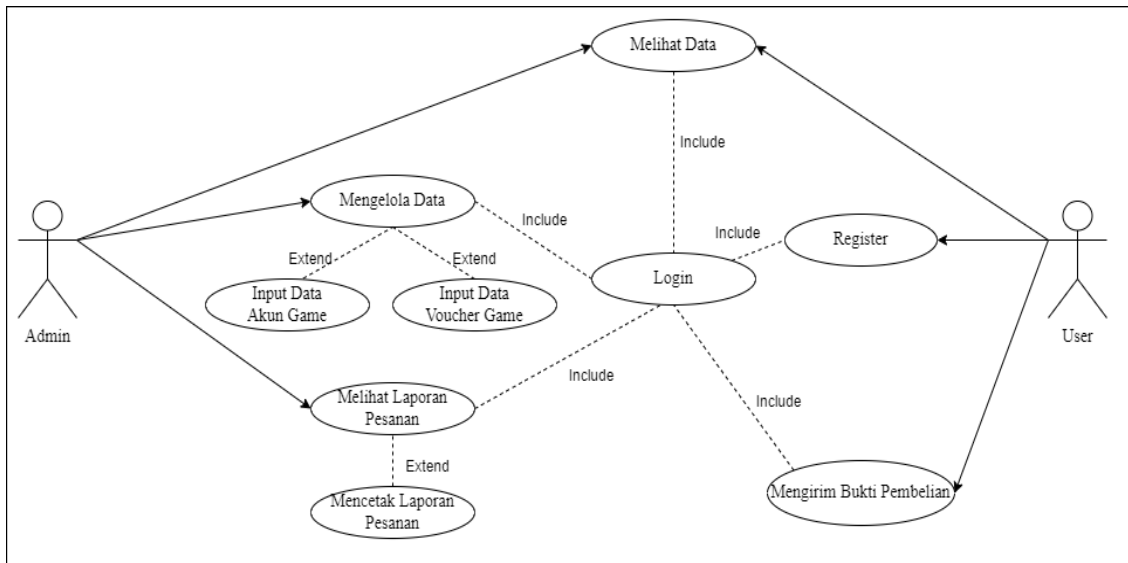 Melihat Data
Include
Mengelola Data
Include
Include
Register
Extend
Extend
Login
Input Data
Akun Game
Input Data
Voucher Game
Admin
User
Include
Melihat Laporan
Pesanan
Include
Extend
Mencetak Laporan
Pesanan
Mengirim Bukti Pembelian